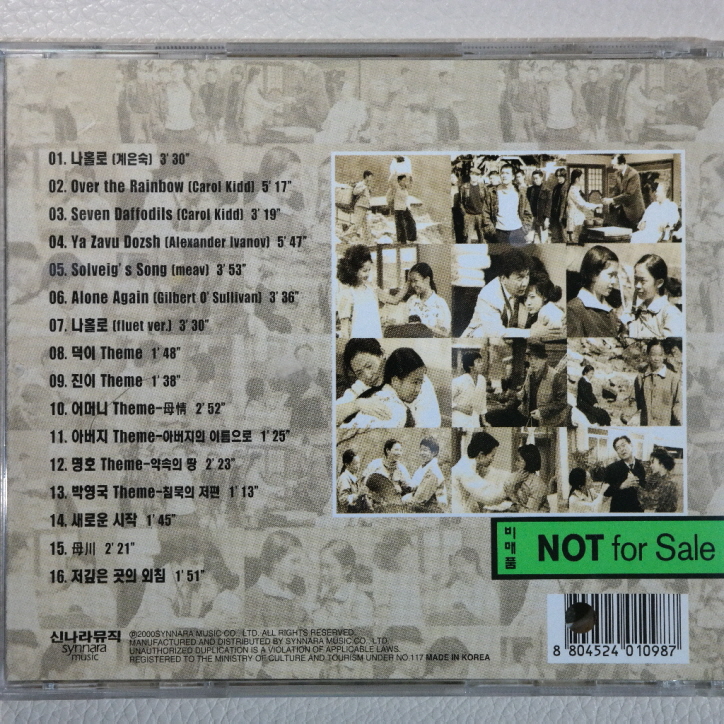 01. 나홀로 (계은숙) 3' 30"
02. Over the Rainbow (Carol Kidd) 5' 17"
03. Seven Daffodils (Carol Kidd) 3' 19"
04. Ya Zavu Dozsh (Alexander Ivanov) 5' 47"
05. Solveig's Song (meav) 3' 53"
06. Alone Again (Gilbert O' Sullivan) 3' 36"
07. 나홀로 (fluet ver.) 3' 30"
08. 덕이 Theme 1' 48"
09. 진이 Theme 1' 38"
10. 어머니 Theme-母情 2' 52"
11. 아버지 Theme-아버지의 이름으로 1' 25"
12. 명호 Theme-약속의 땅 2' 23"
13. 박영국 Theme-침묵의 저편 1' 13"
14. 새로운 시작 1' 45"
15. 母川 2' 21"
16. 저깊은 곳의 외침 1' 51"
비매품
NOT for Sale
신나라뮤직
synnara
music
℗2000SYNNARA MUSIC CO., LTD. ALL RIGHTS RESERVED.
MANUFACTURED AND DISTRIBUTED BY SYNNARA MUSIC CO., LTD.
UNAUTHORIZED DUPLICATION IS A VIOLATION OF APPLICABLE LAWS.
REGISTERED TO THE MINISTRY OF CULTURE AND TOURISM UNDER NO.117 MADE IN KOREA
8 804524 010987